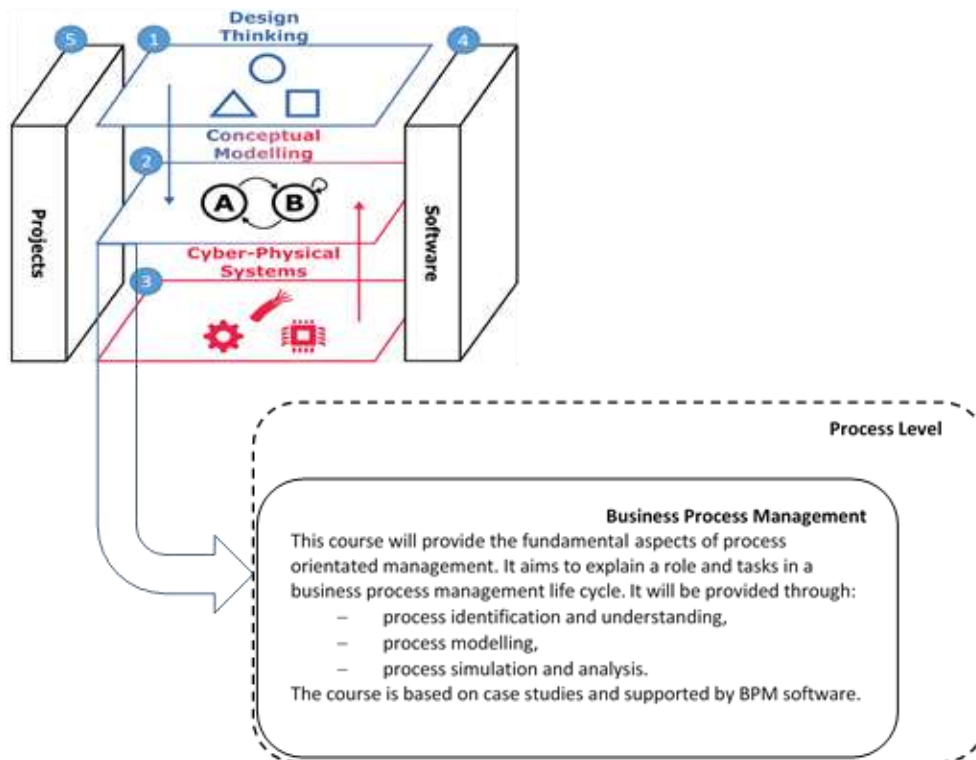 Design
Thinking
5
1
4
Conceptual
Modelling
2
A
B
Projects
Software
Cyber-Physical
Systems
3
Process Level
Business Process Management
This course will provide the fundamental aspects of process
orientated management. It aims to explain a role and tasks in a
business process management life cycle. It will be provided through:
– process identification and understanding,
– process modelling,
– process simulation and analysis.
The course is based on case studies and supported by BPM software.